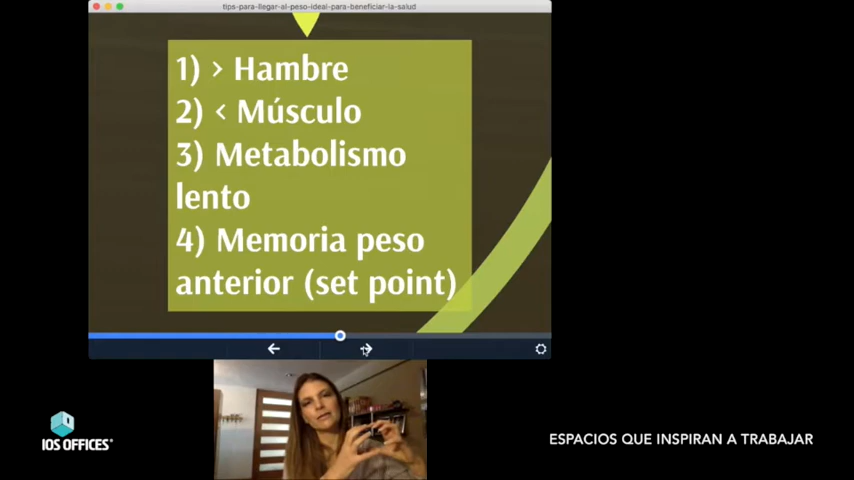 tips-para-llegar-al-peso-ideal-para-beneficiar-la-salud
1) > Hambre
2) < Músculo
3) Metabolismo
lento
4) Memoria peso
anterior (set point)
IOS OFFICES®
ESPACIOS QUE INSPIRAN A TRABAJAR